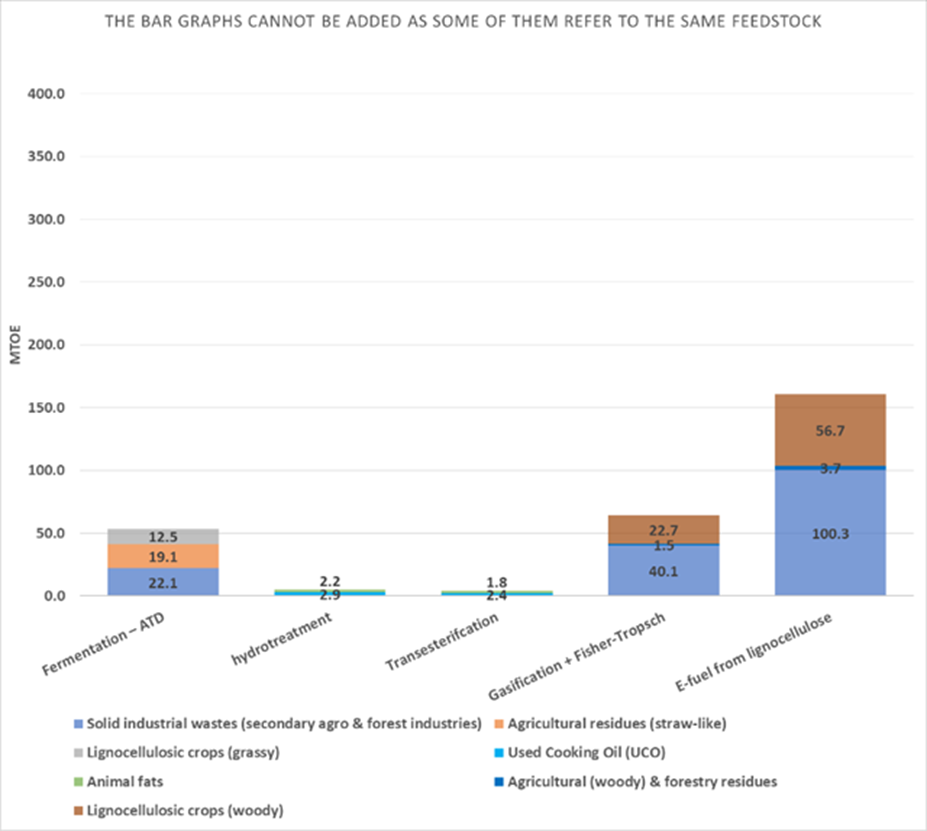 THE BAR GRAPHS CANNOT BE ADDED AS SOME OF THEM REFER TO THE SAME FEEDSTOCK
400.0
350.0
300.0
250.0
200.0
150.0
100.0
50.0
0.0
MTOE
12.5
19.1
22.1
2.2
2.9
1.8
2.4
22.7
1.5
40.1
56.7
3.7
100.3
Fermentation – ATD
hydrotreatment
Transesterifcation
Gasification + Fisher-Tropsch
E-fuel from lignocellulose
Solid industrial wastes (secondary agro & forest industries)
Agricultural residues (straw-like)
Lignocellulosic crops (grassy)
Used Cooking Oil (UCO)
Animal fats
Agricultural (woody) & forestry residues
Lignocellulosic crops (woody)